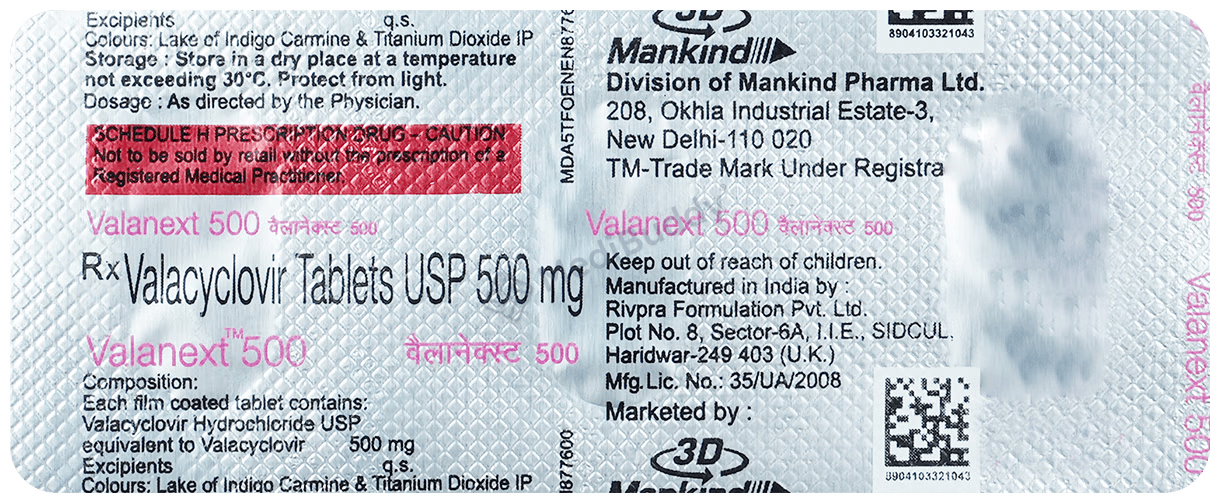 Excipients q.s.
Colours: Lake of Indigo Carmine & Titanium Dioxide IP
Storage : Store in a dry place at a temperature
not exceeding 30°C. Protect from light.
Dosage : As directed by the Physician.
SCHEDULE H PRESCRIPTION DRUG - CAUTION
Not to be sold by retail without the prescription of a
Registered Medical Practitioner.
Valanext 500 वैलानेक्स्ट 500
Rx Valacyclovir Tablets USP 500 mg
Valanext™ 500 वैलानेक्स्ट 500
Composition:
Each film coated tablet contains:
Valacyclovir Hydrochloride USP
equivalent to Valacyclovir 500 mg
Excipients q.s.
Colours: Lake of Indigo Carmine & Titanium Dioxide IP
MDA5TFOENEN8776
I877600
3D
Mankind
Division of Mankind Pharma Ltd.
208, Okhla Industrial Estate-3,
New Delhi-110 020
TM-Trade Mark Under Registra
Valanext 500 वैलानेक्स्ट 500
Keep out of reach of children.
Manufactured in India by :
Rivpra Formulation Pvt. Ltd.
Plot No. 8, Sector-6A, I.I.E., SIDCUL,
Haridwar-249 403 (U.K.)
Mfg.Lic. No.: 35/UA/2008
Marketed by :
3D
Mankind
8904103321043
8904103321043
MediBuddy
वैलानेक्स्ट 500
Valanext 500